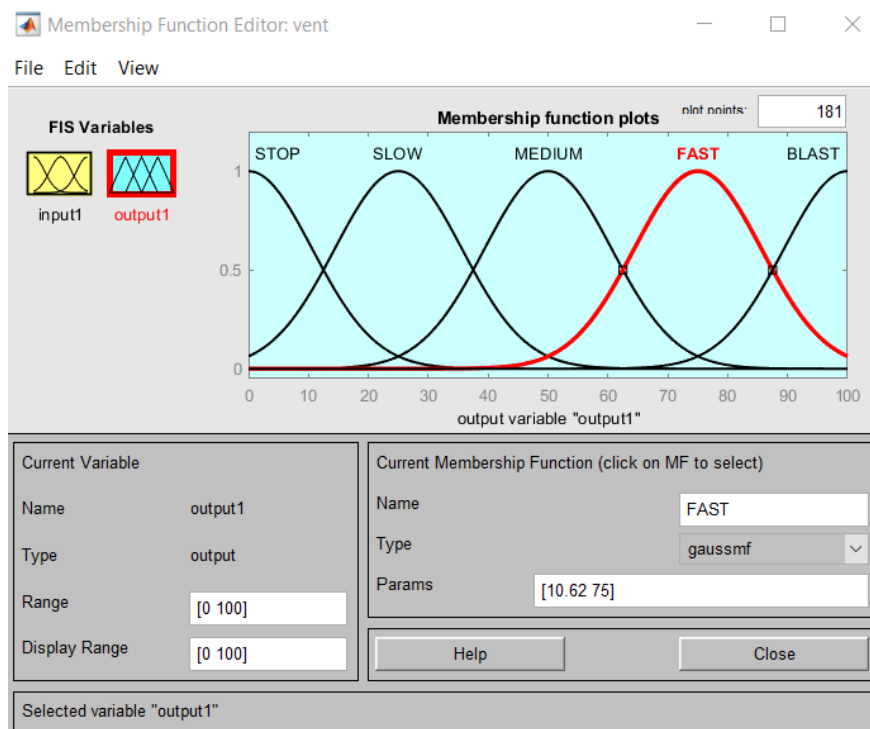 Membership Function Editor: vent
File Edit View
FIS Variables
input1
output1
Membership function plots
plot points:
181
STOP SLOW MEDIUM FAST BLAST
1
0.5
0
0 10 20 30 40 50 60 70 80 90 100
output variable "output1"
Current Variable
Name output1
Type output
Range [0 100]
Display Range [0 100]
Current Membership Function (click on MF to select)
Name FAST
Type gaussmf
Params [10.62 75]
Help Close
Selected variable "output1"